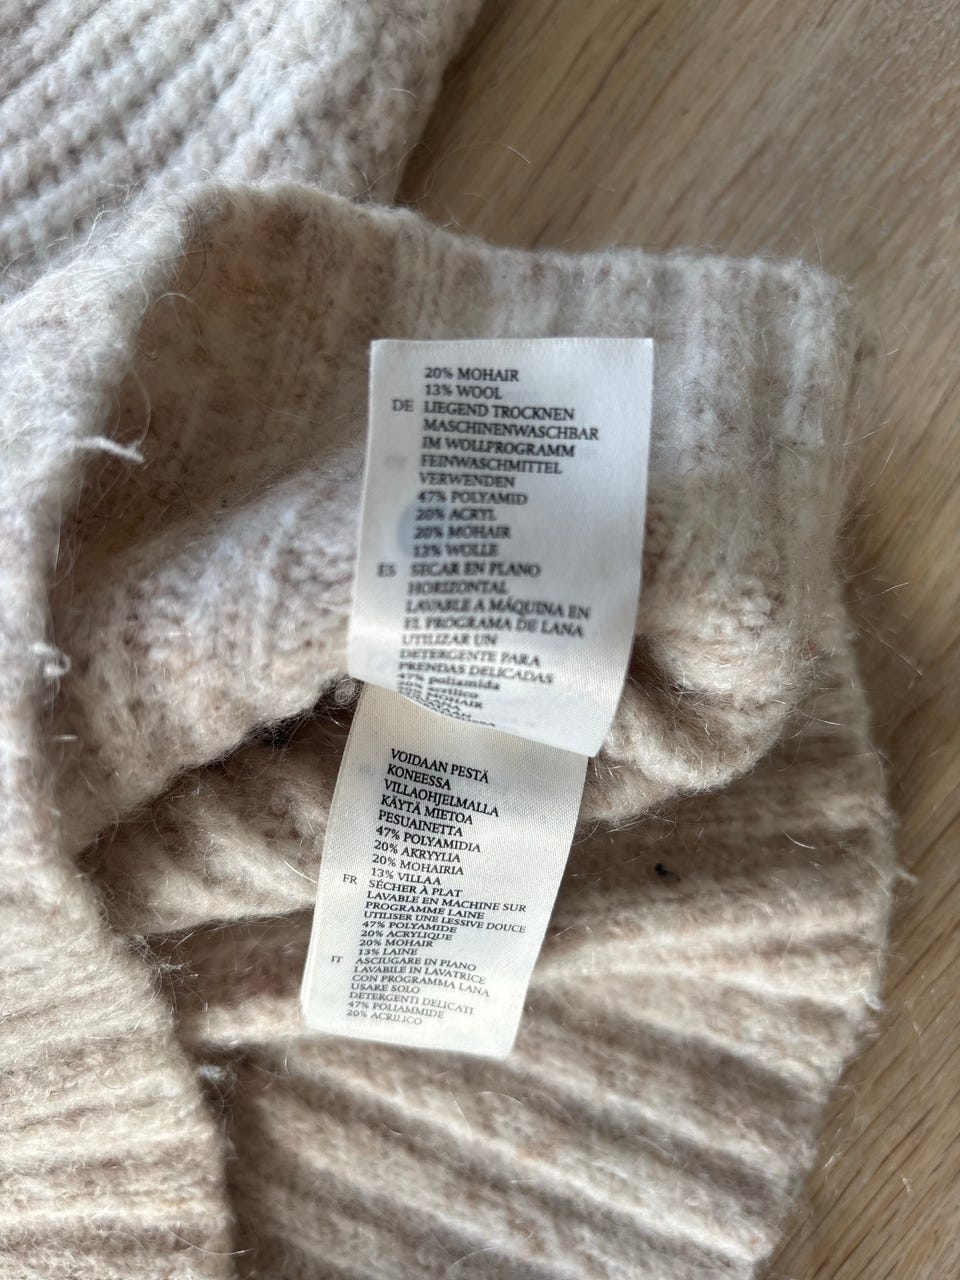 20% MOHAIR
13% WOOL
DE LIEGEND TROCKNEN
MASCHINENWASCHBAR
IM WOLLPROGRAMM
FEINWASCHMITTEL
VERWENDEN
47% POLYAMID
20% ACRYL
20% MOHAIR
13% WOLLE
ES SECAR EN PLANO
HORIZONTAL
LAVABLE A MÁQUINA EN
EL PROGRAMA DE LANA
UTILIZAR UN
DETERGENTE PARA
PRENDAS DELICADAS
47% poliamida
20% acrílico
20% MOHAIR
VOIDAAN PESTÄ
KONEESSA
VILLAOHJELMALLA
KÄYTÄ MIETOA
PESUAINETTA
47% POLYAMIDIA
20% AKRYYLIA
20% MOHAIRIA
13% VILLAA
FR SÉCHER À PLAT
LAVABLE EN MACHINE SUR
PROGRAMME LAINE
UTILISER UNE LESSIVE DOUCE
47% POLYAMIDE
20% ACRYLIQUE
20% MOHAIR
13% LAINE
IT ASCIUGARE IN PIANO
LAVABILE IN LAVATRICE
CON PROGRAMMA LANA
USARE SOLO
DETERGENTI DELICATI
47% POLIAMMIDE
20% ACRILICO